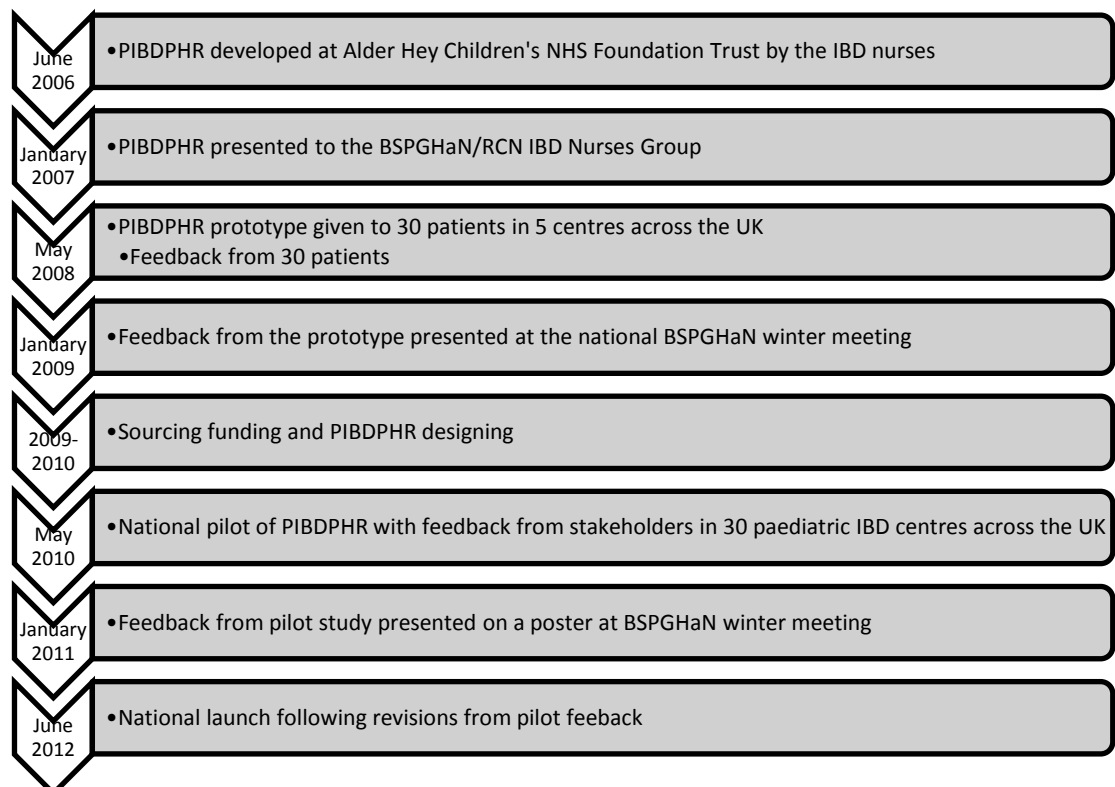 June
2006
•PIBDPHR developed at Alder Hey Children's NHS Foundation Trust by the IBD nurses
January
2007
•PIBDPHR presented to the BSPGHaN/RCN IBD Nurses Group
May
2008
•PIBDPHR prototype given to 30 patients in 5 centres across the UK
•Feedback from 30 patients
January
2009
•Feedback from the prototype presented at the national BSPGHaN winter meeting
2009-
2010
•Sourcing funding and PIBDPHR designing
May
2010
•National pilot of PIBDPHR with feedback from stakeholders in 30 paediatric IBD centres across the UK
January
2011
•Feedback from pilot study presented on a poster at BSPGHaN winter meeting
June
2012
•National launch following revisions from pilot feeback